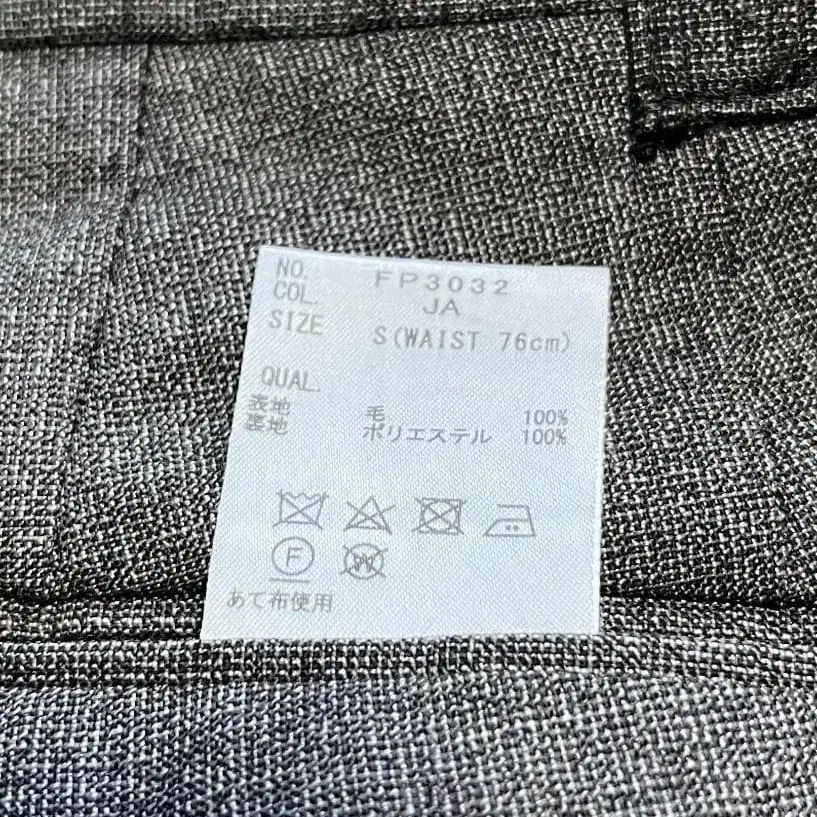 NO. FP3032
COL. JA
SIZE S(WAIST 76cm)
QUAL.
表地 毛 100%
裏地 ポリエステル 100%
F W
あて布使用